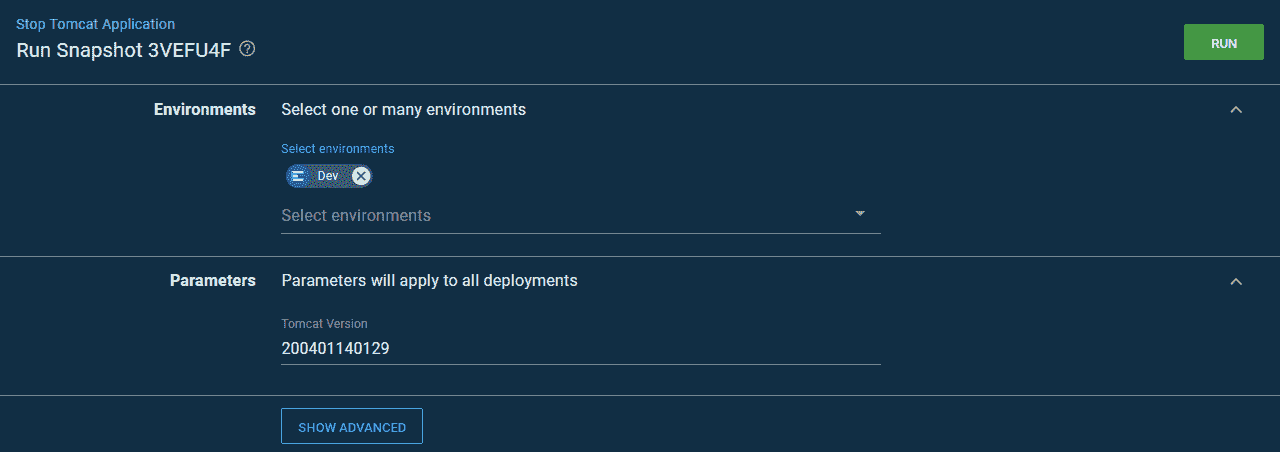 Stop Tomcat Application
Run Snapshot 3VEFU4F
RUN
Environments Select one or many environments
Select environments
Dev
Select environments
Parameters Parameters will apply to all deployments
Tomcat Version
200401140129
SHOW ADVANCED